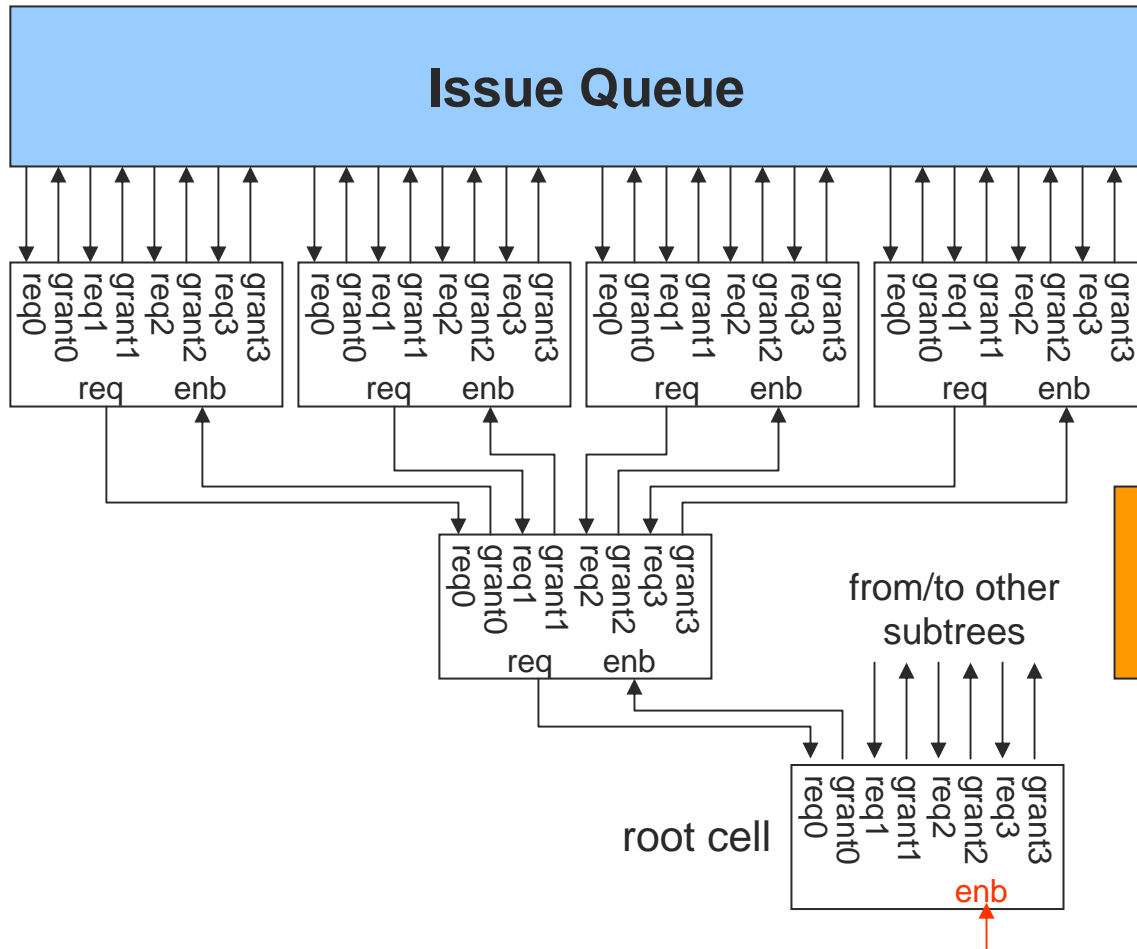 Issue Queue
req0 grant0 req1 grant1 req2 grant2 req3 grant3
req enb
req0 grant0 req1 grant1 req2 grant2 req3 grant3
req enb
req0 grant0 req1 grant1 req2 grant2 req3 grant3
req enb
req0 grant0 req1 grant1 req2 grant2 req3 grant3
req enb
req0 grant0 req1 grant1 req2 grant2 req3 grant3
req enb
from/to other
subtrees
root cell
req0 grant0 req1 grant1 req2 grant2 req3 grant3
enb